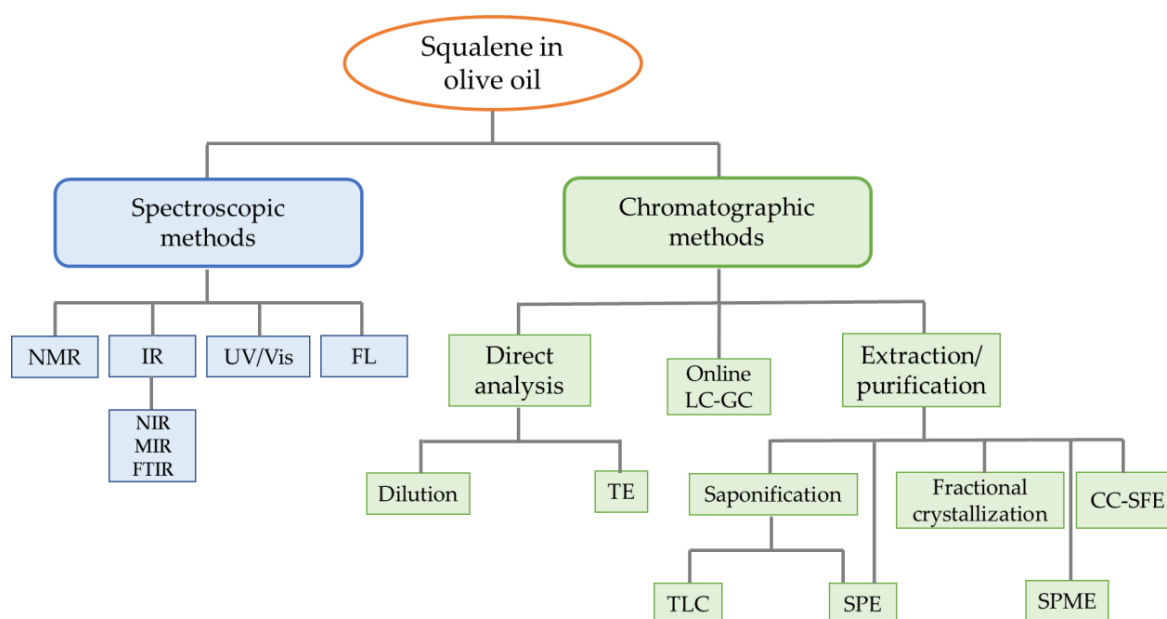 Squalene in
olive oil
Spectroscopic
methods
Chromatographic
methods
NMR
IR
UV/Vis
FL
NIR
MIR
FTIR
Direct
analysis
Online
LC-GC
Extraction/
purification
Dilution
TE
Saponification
Fractional
crystallization
CC-SFE
TLC
SPE
SPME